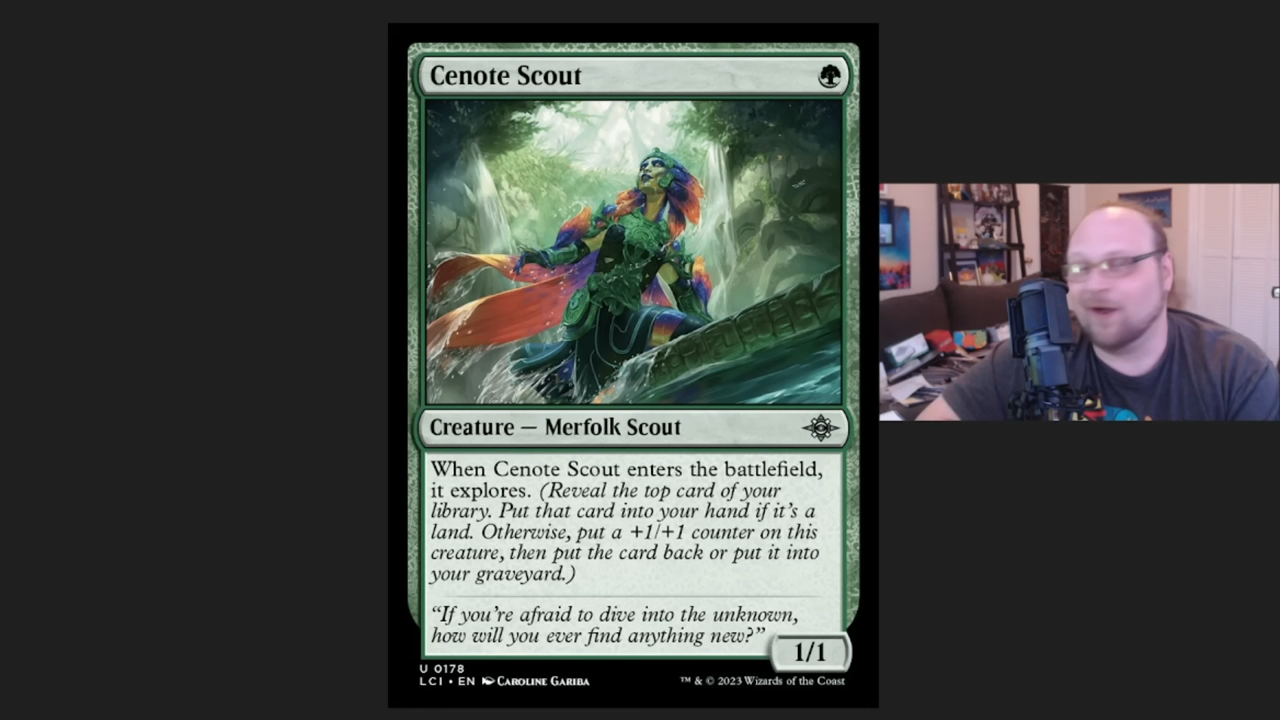 Cenote Scout
Creature — Merfolk Scout
When Cenote Scout enters the battlefield,
it explores. (Reveal the top card of your
library. Put that card into your hand if it's a
land. Otherwise, put a +1/+1 counter on this
creature, then put the card back or put it into
your graveyard.)
“If you're afraid to dive into the unknown,
how will you ever find anything new?”
1/1
U 0178
LCI • EN CAROLINE GARIBA
™ & © 2023 Wizards of the Coast